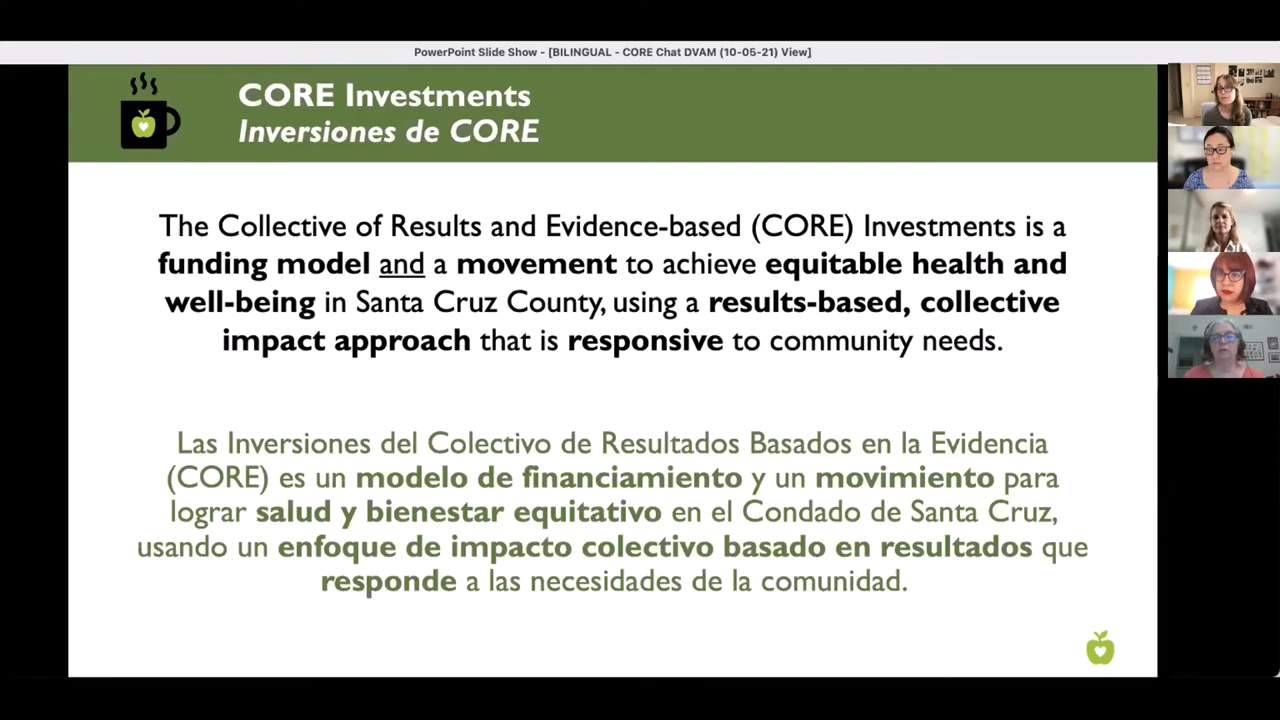 PowerPoint Slide Show - [BILINGUAL - CORE Chat DVAM (10-05-21) View]
CORE Investments
Inversiones de CORE
The Collective of Results and Evidence-based (CORE) Investments is a
funding model and a movement to achieve equitable health and
well-being in Santa Cruz County, using a results-based, collective
impact approach that is responsive to community needs.
Las Inversiones del Colectivo de Resultados Basados en la Evidencia
(CORE) es un modelo de financiamiento y un movimiento para
lograr salud y bienestar equitativo en el Condado de Santa Cruz,
usando un enfoque de impacto colectivo basado en resultados que
responde a las necesidades de la comunidad.